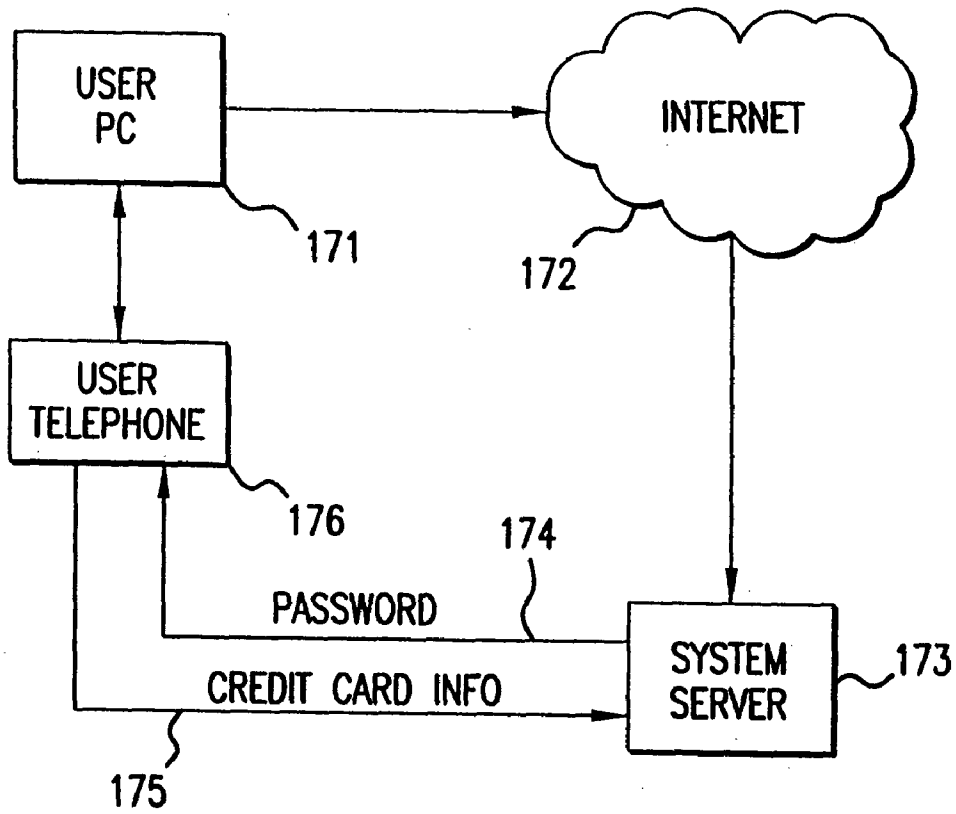 USER
PC
INTERNET
171
172
USER
TELEPHONE
176
174
PASSWORD
SYSTEM
SERVER
173
CREDIT CARD INFO
175